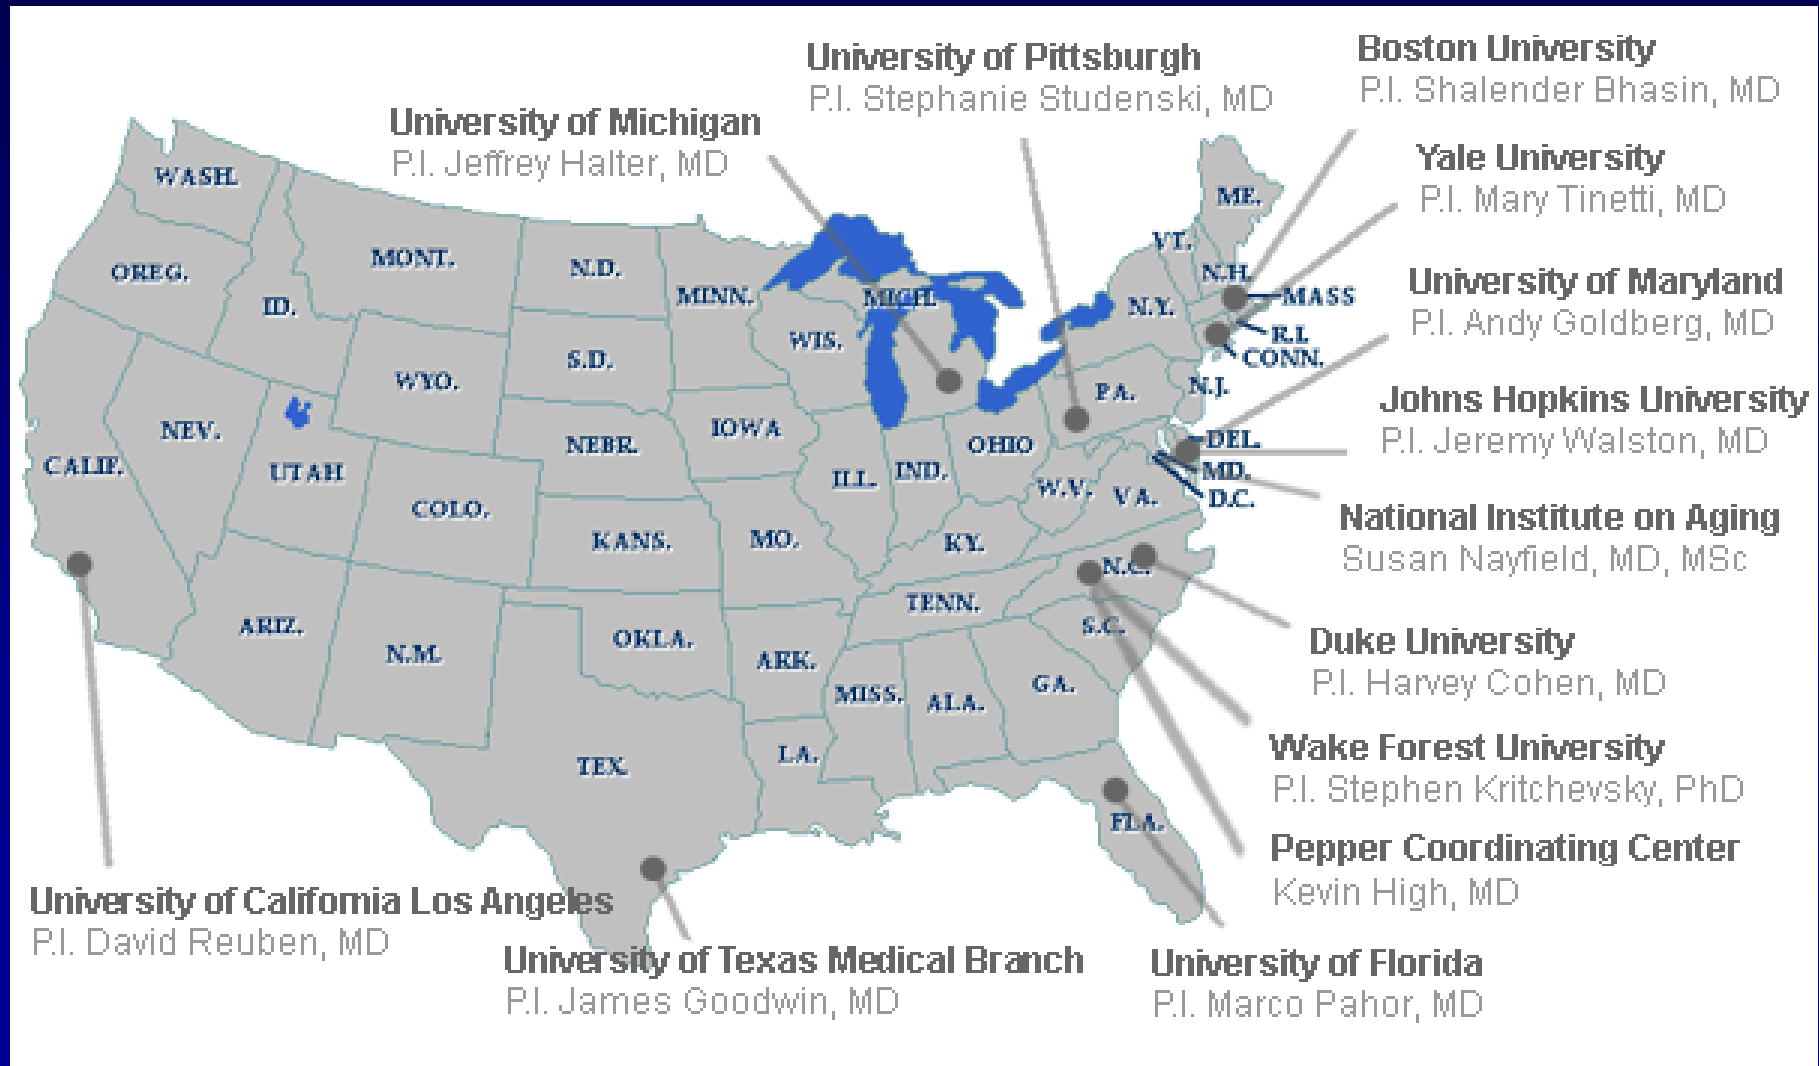 University of Pittsburgh
P.I. Stephanie Studenski, MD
Boston University
P.I. Shalender Bhasin, MD
University of Michigan
P.I. Jeffrey Halter, MD
Yale University
P.I. Mary Tinetti, MD
University of Maryland
P.I. Andy Goldberg, MD
Johns Hopkins University
P.I. Jeremy Walston, MD
National Institute on Aging
Susan Nayfield, MD, MSc
Duke University
P.I. Harvey Cohen, MD
Wake Forest University
P.I. Stephen Kritchevsky, PhD
Pepper Coordinating Center
Kevin High, MD
University of Florida
P.I. Marco Pahor, MD
University of Texas Medical Branch
P.I. James Goodwin, MD
University of California Los Angeles
P.I. David Reuben, MD
WASH.
OREG.
CALIF.
NEV.
ID.
MONT.
WYO.
UTAH
COLO.
ARIZ.
N.M.
N.D.
S.D.
NEBR.
KANS.
OKLA.
TEX.
MINN.
IOWA
MO.
ARK.
LA.
WIS.
ILL.
MICH.
IND.
OHIO
KY.
TENN.
MISS.
ALA.
GA.
FLA.
S.C.
N.C.
VA.
W.V.
PA.
N.Y.
VT.
N.H.
ME.
MASS
R.I.
CONN.
N.J.
DEL.
MD.
D.C.